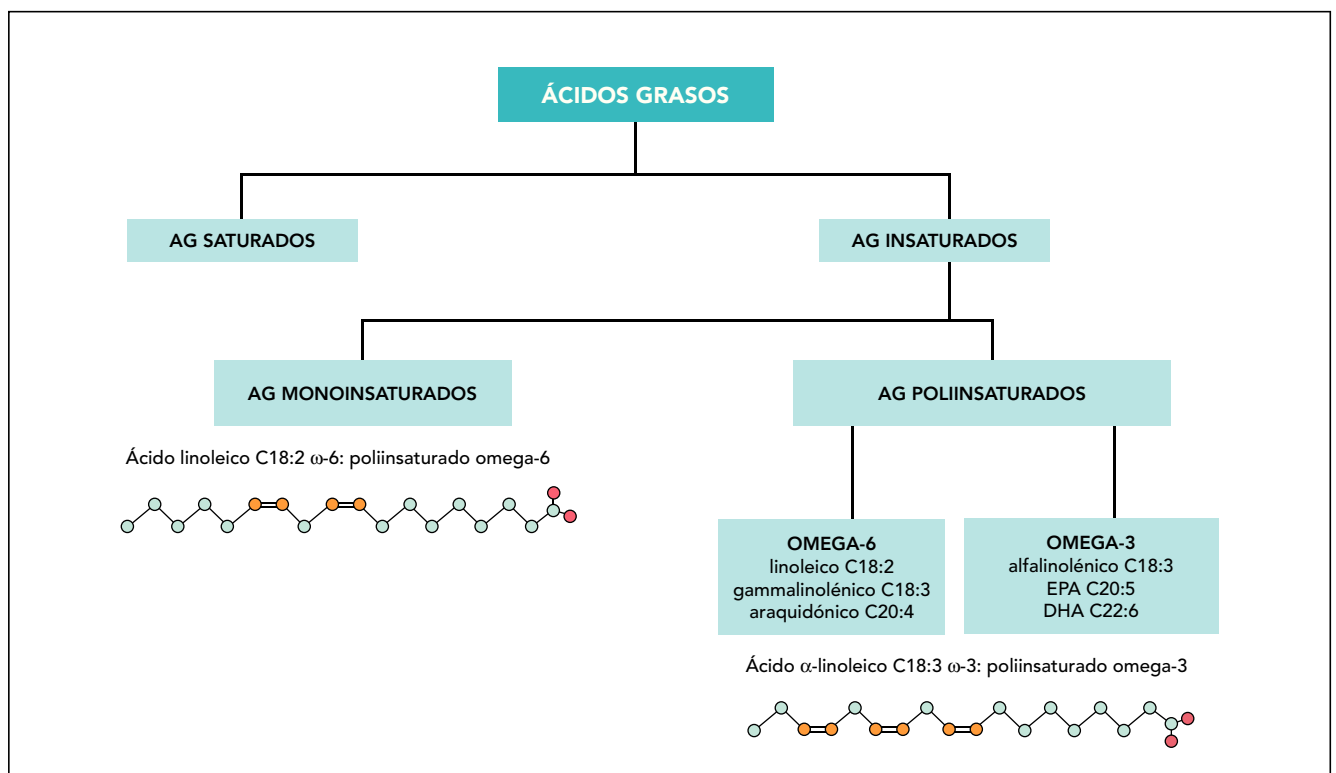 ÁCIDOS GRASOS
AG SATURADOS
AG INSATURADOS
AG MONOINSATURADOS
AG POLIINSATURADOS
Ácido linoleico C18:2 ω-6: poliinsaturado omega-6
OMEGA-6
linoleico C18:2
gammalinolénico C18:3
araquidónico C20:4
OMEGA-3
alfalinolénico C18:3
EPA C20:5
DHA C22:6
Ácido α-linoleico C18:3 ω-3: poliinsaturado omega-3